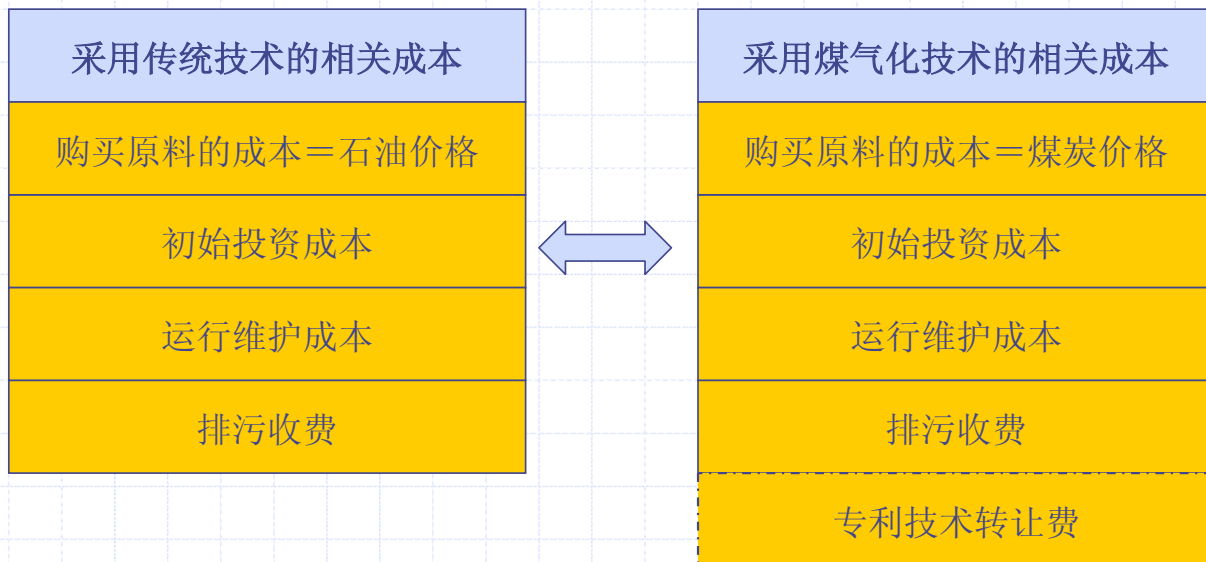 采用传统技术的相关成本
购买原料的成本＝石油价格
初始投资成本
运行维护成本
排污收费
采用煤气化技术的相关成本
购买原料的成本＝煤炭价格
初始投资成本
运行维护成本
排污收费
专利技术转让费